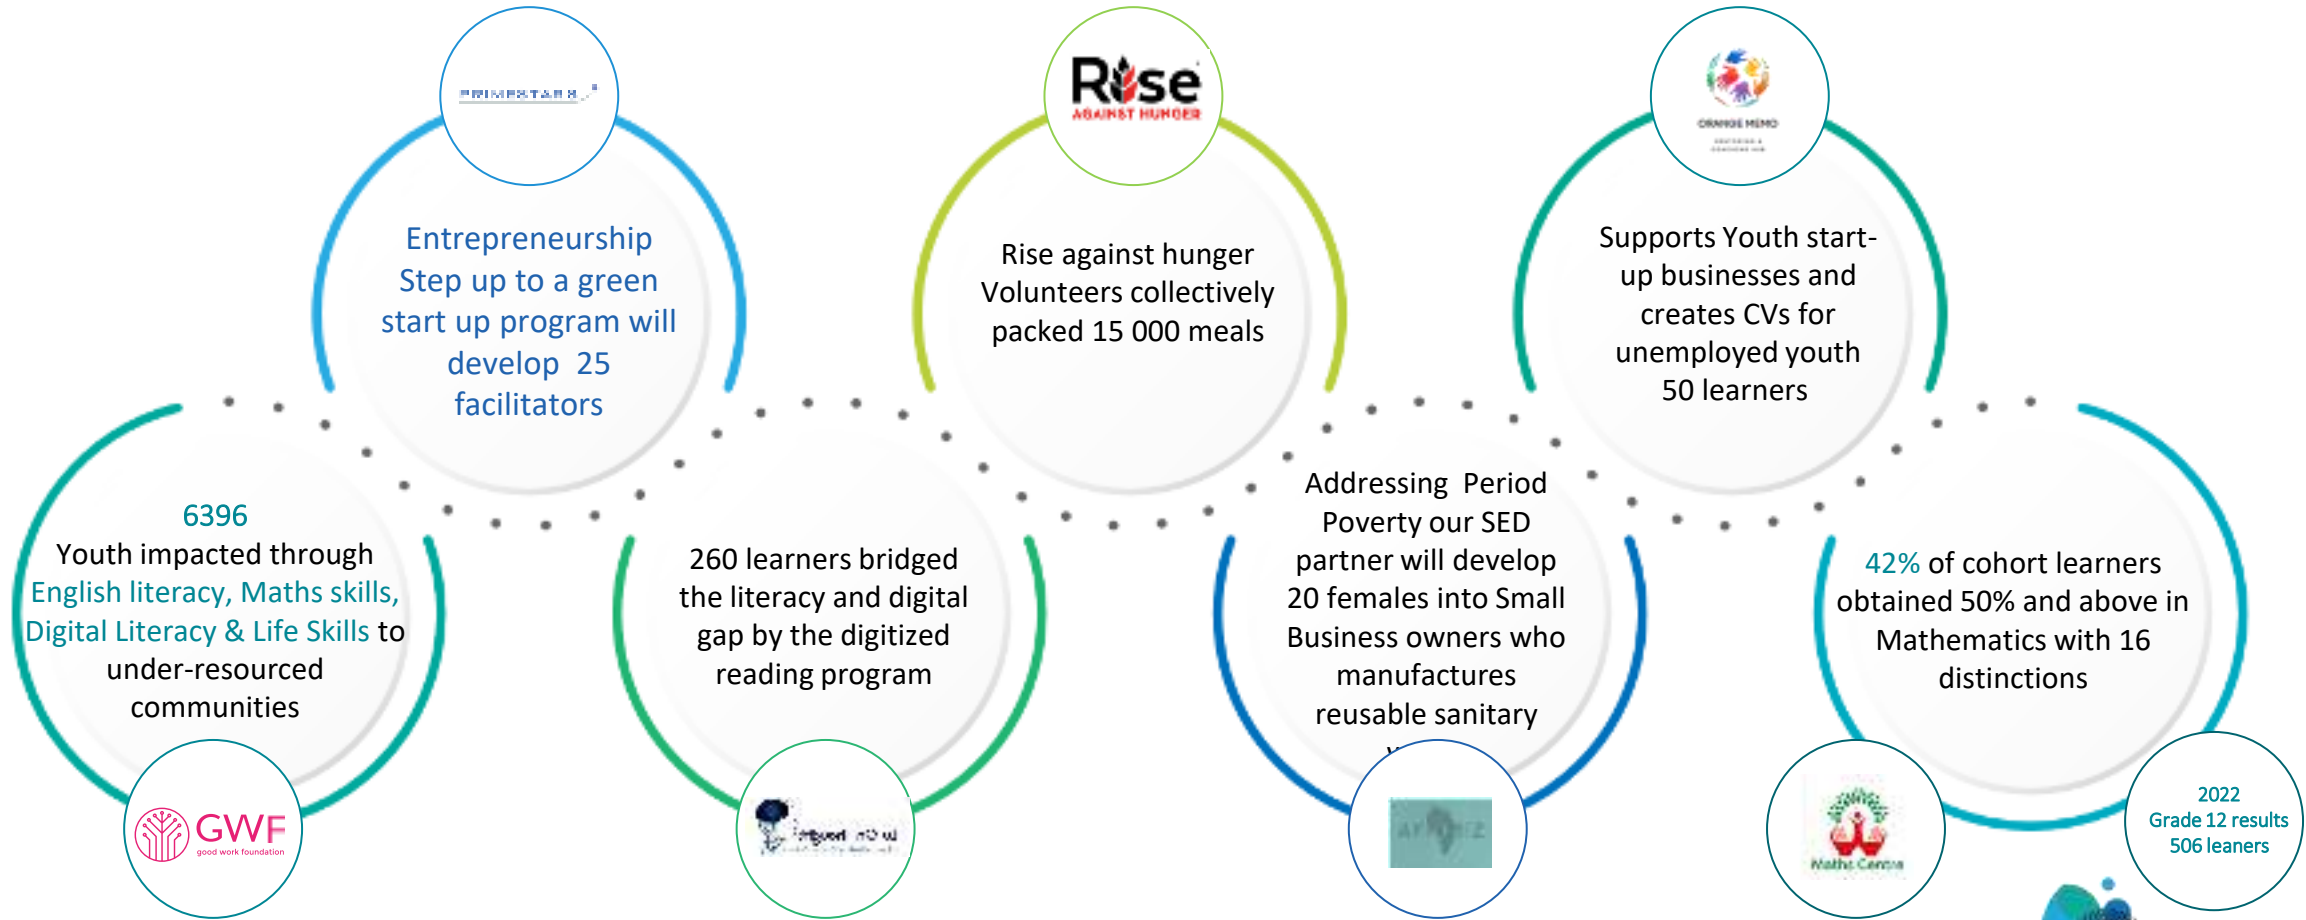 PRIMESTARS
Entrepreneurship
Step up to a green
start up program will
develop 25
facilitators
Rise
AGAINST HUNGER
Rise against hunger
Volunteers collectively
packed 15 000 meals
ORANGE MEMO
Supports Youth start-
up businesses and
creates CVs for
unemployed youth
50 learners
6396
Youth impacted through
English literacy, Maths skills,
Digital Literacy & Life Skills to
under-resourced
communities
GWF
good work foundation
260 learners bridged
the literacy and digital
gap by the digitized
reading program
Addressing Period
Poverty our SED
partner will develop
20 females into Small
Business owners who
manufactures
reusable sanitary
42% of cohort learners
obtained 50% and above in
Mathematics with 16
distinctions
Maths Centre
2022
Grade 12 results
506 leaners